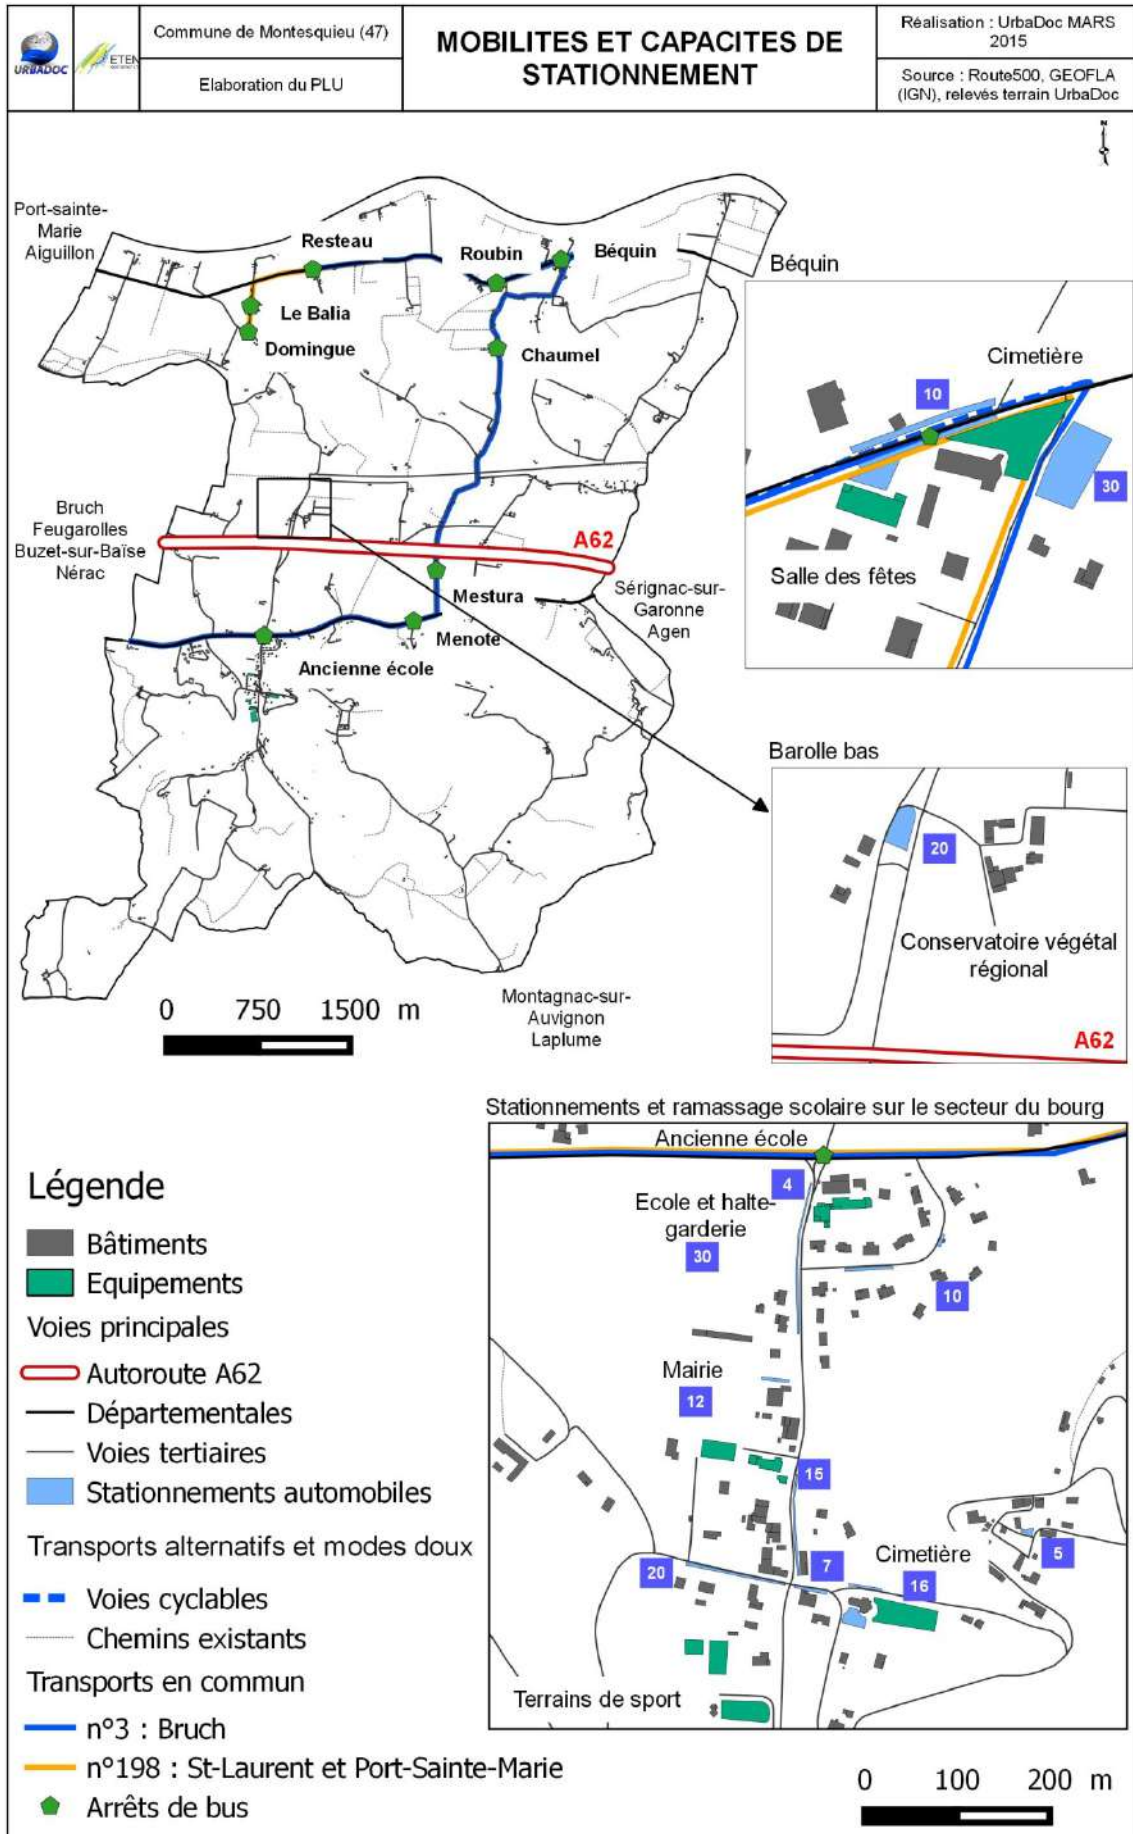 URBADOC
ETEN
Commune de Montesquieu (47)
Elaboration du PLU
MOBILITES ET CAPACITES DE
STATIONNEMENT
Réalisation : UrbaDoc MARS
2015
Source : Route500, GEOFLA
(IGN), relevés terrain UrbaDoc
N
Port-sainte-
Marie
Aiguillon
Resteau
Roubin
Béquin
Le Balia
Domingue
Chaumel
Bruch
Feugarolles
Buzet-sur-Baïse
Nérac
A62
Mestura
Menote
Ancienne école
Sérignac-sur-
Garonne
Agen
Montagnac-sur-
Auvignon
Laplume
0 750 1500 m
Béquin
Cimetière
10
30
Salle des fêtes
Barolle bas
20
Conservatoire végétal
régional
A62
Stationnements et ramassage scolaire sur le secteur du bourg
Ancienne école
4
Ecole et halte-
garderie
30
10
Mairie
12
15
20
7
Cimetière
16
5
Terrains de sport
0 100 200 m
Légende
Bâtiments
Equipements
Voies principales
Autoroute A62
Départementales
Voies tertiaires
Stationnements automobiles
Transports alternatifs et modes doux
Voies cyclables
Chemins existants
Transports en commun
n°3 : Bruch
n°198 : St-Laurent et Port-Sainte-Marie
Arrêts de bus